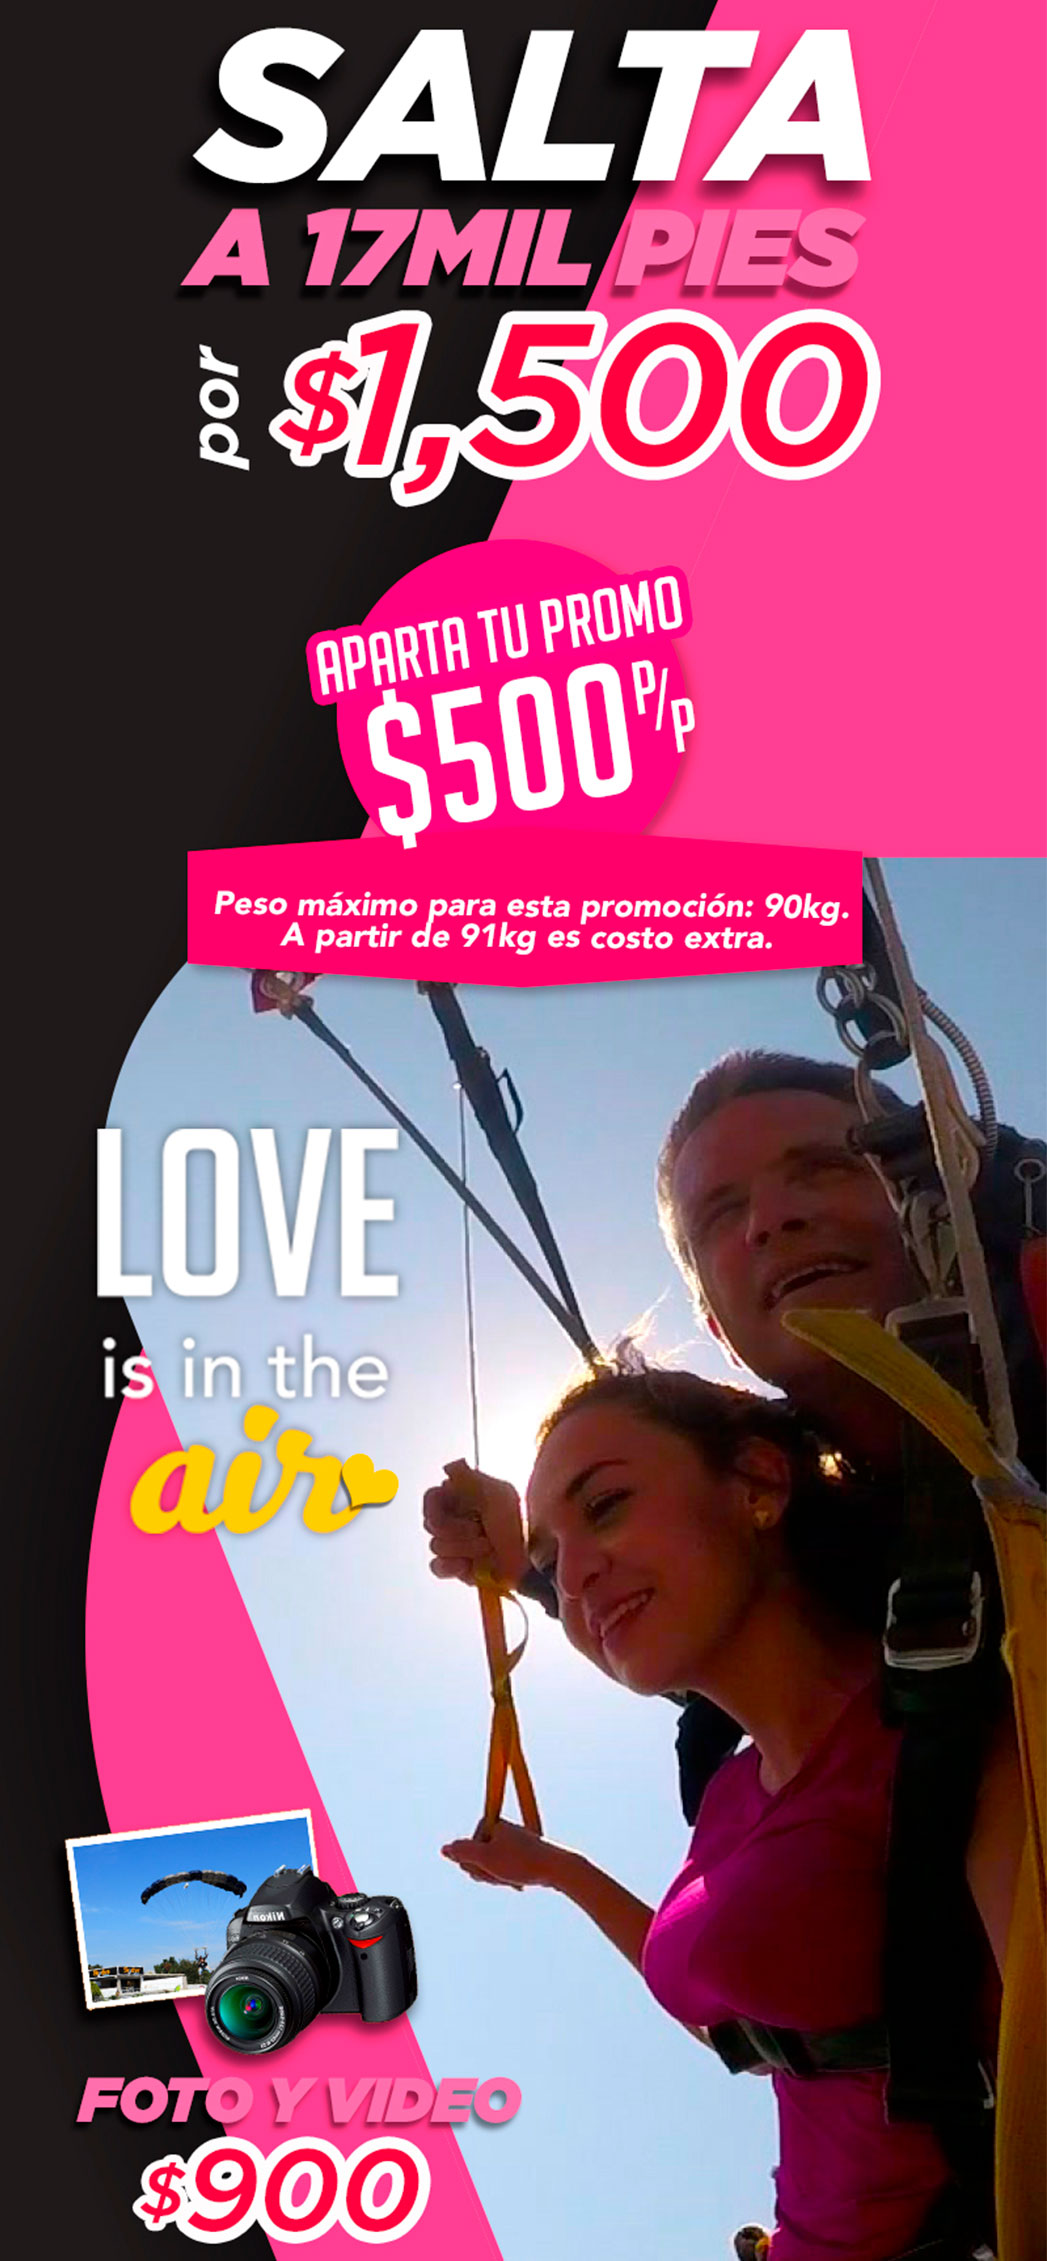 SALTA
A 17MIL PIES
por $1,500
APARTA TU PROMO
$500 P/P
Peso máximo para esta promoción: 90kg.
A partir de 91kg es costo extra.
LOVE
is in the
air
Nikon
FOTO Y VIDEO
$900